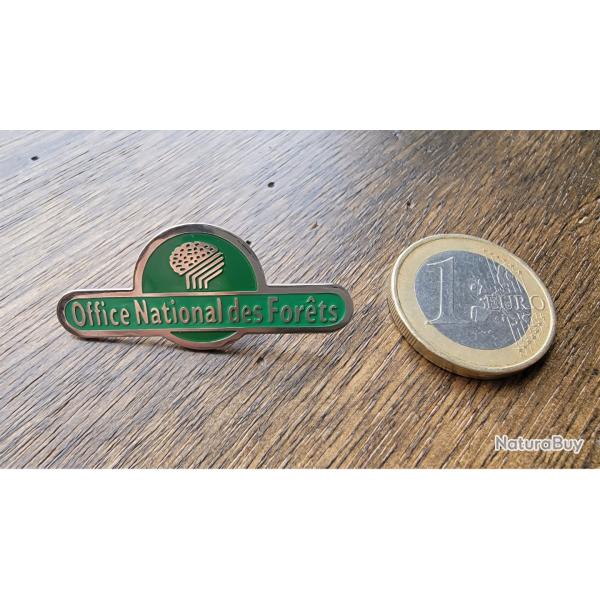 Office National des Forêts
1 EURO
NaturaBuy